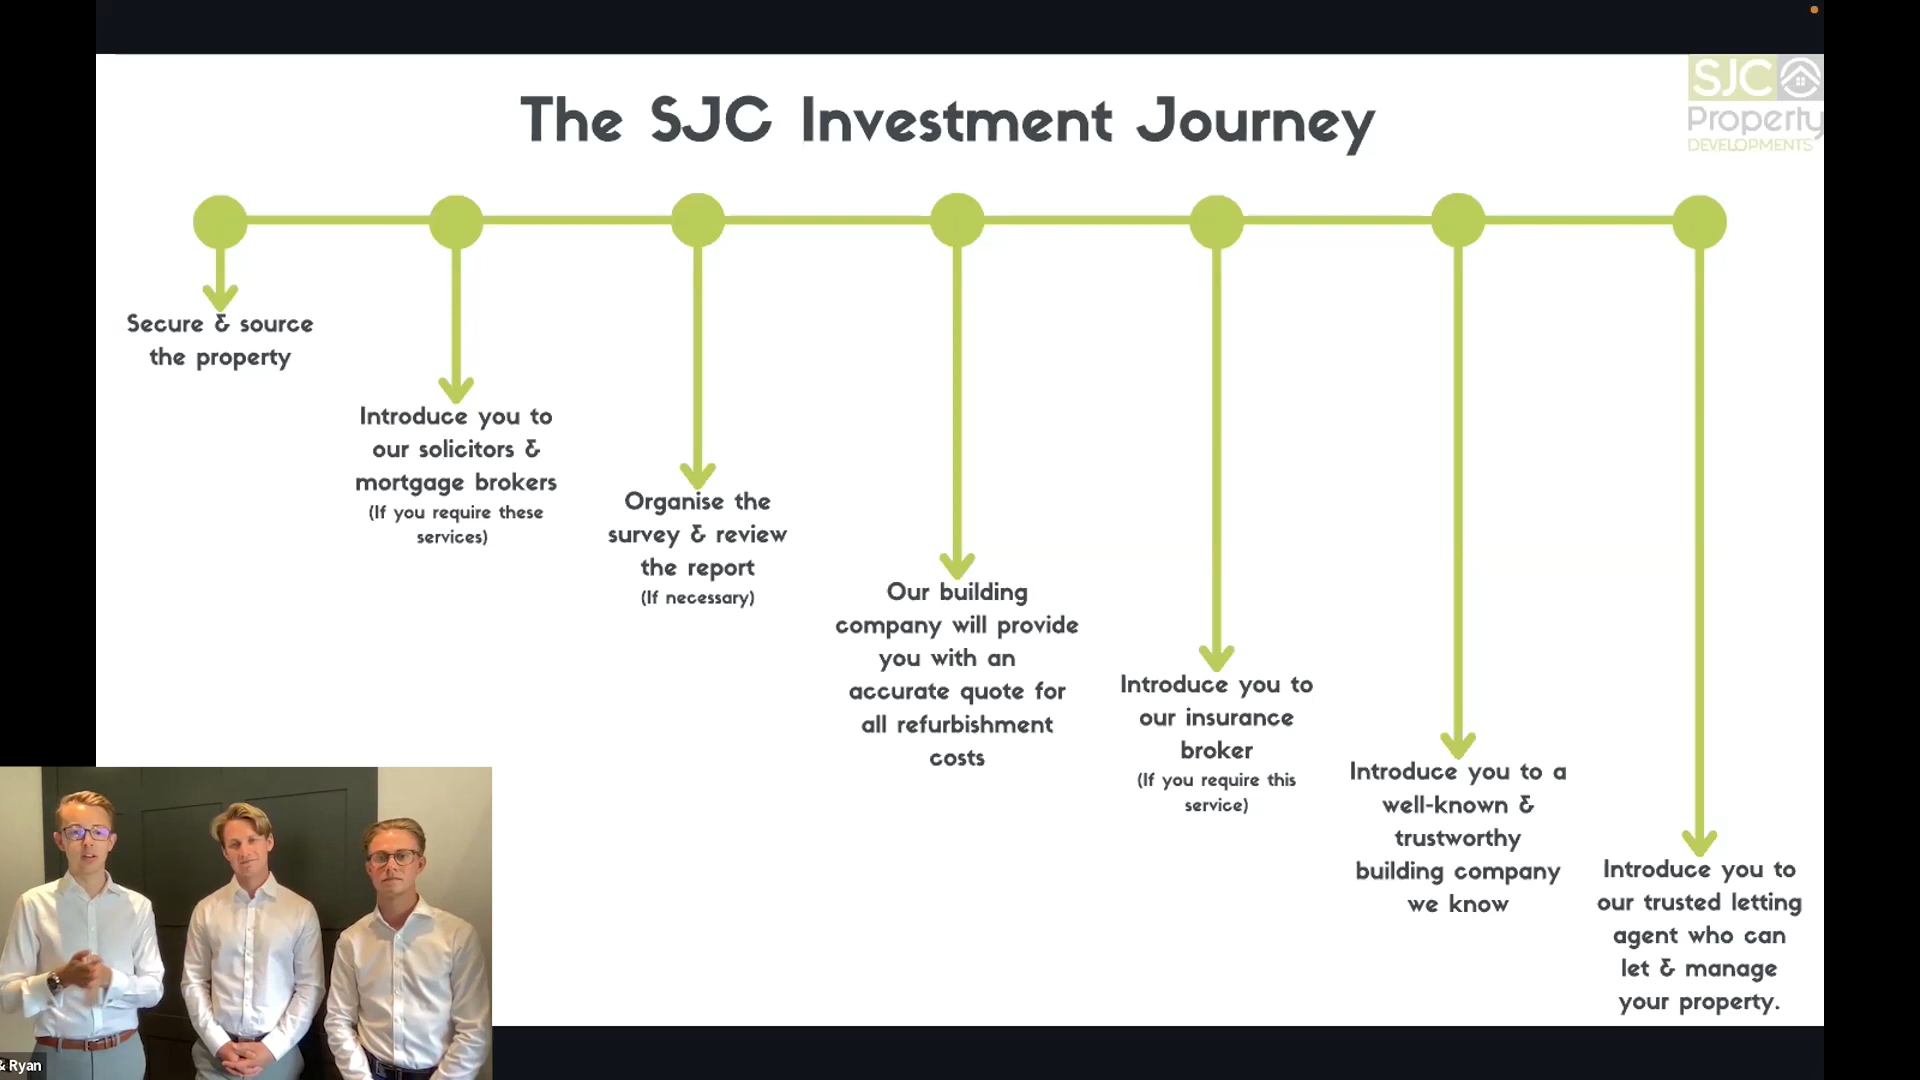 The SJC Investment Journey
SJC
Property
DEVELOPMENTS
Secure & source
the property
Introduce you to
our solicitors &
mortgage brokers
(If you require these
services)
Organise the
survey & review
the report
(If necessary)
Our building
company will provide
you with an
accurate quote for
all refurbishment
costs
Introduce you to
our insurance
broker
(If you require this
service)
Introduce you to a
well-known &
trustworthy
building company
we know
Introduce you to
our trusted letting
agent who can
let & manage
your property.
& Ryan